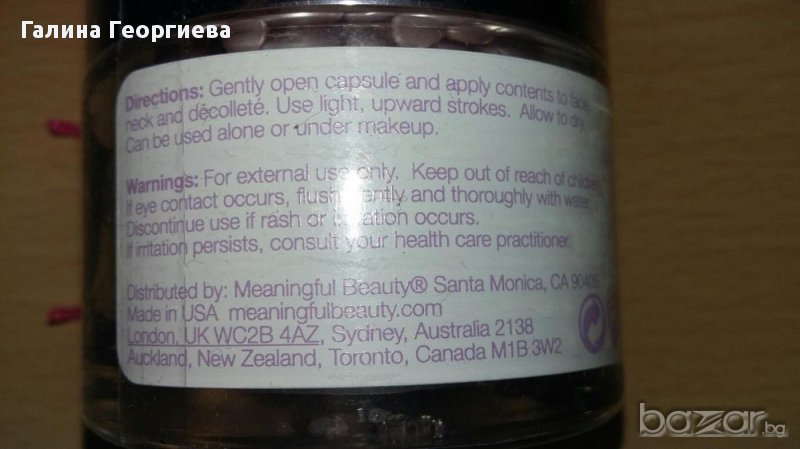 Галина Георгиева
Directions: Gently open capsule and apply contents to face,
neck and décolleté. Use light, upward strokes. Allow to dry.
Can be used alone or under makeup.
Warnings: For external use only. Keep out of reach of children.
If eye contact occurs, flush gently and thoroughly with water.
Discontinue use if rash or irritation occurs.
If irritation persists, consult your health care practitioner.
Distributed by: Meaningful Beauty® Santa Monica, CA 90405
Made in USA meaningfulbeauty.com
London, UK WC2B 4AZ, Sydney, Australia 2138
Auckland, New Zealand, Toronto, Canada M1B 3W2
bazar.bg